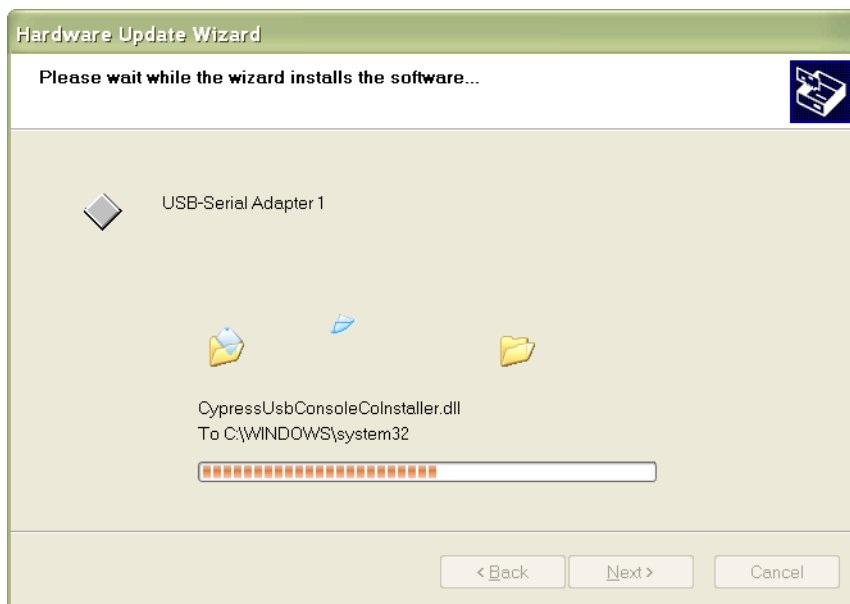 Hardware Update Wizard
Please wait while the wizard installs the software...
USB-Serial Adapter 1
CypressUsbConsoleCoInstaller.dll
To C:\WINDOWS\system32
< Back
Next >
Cancel